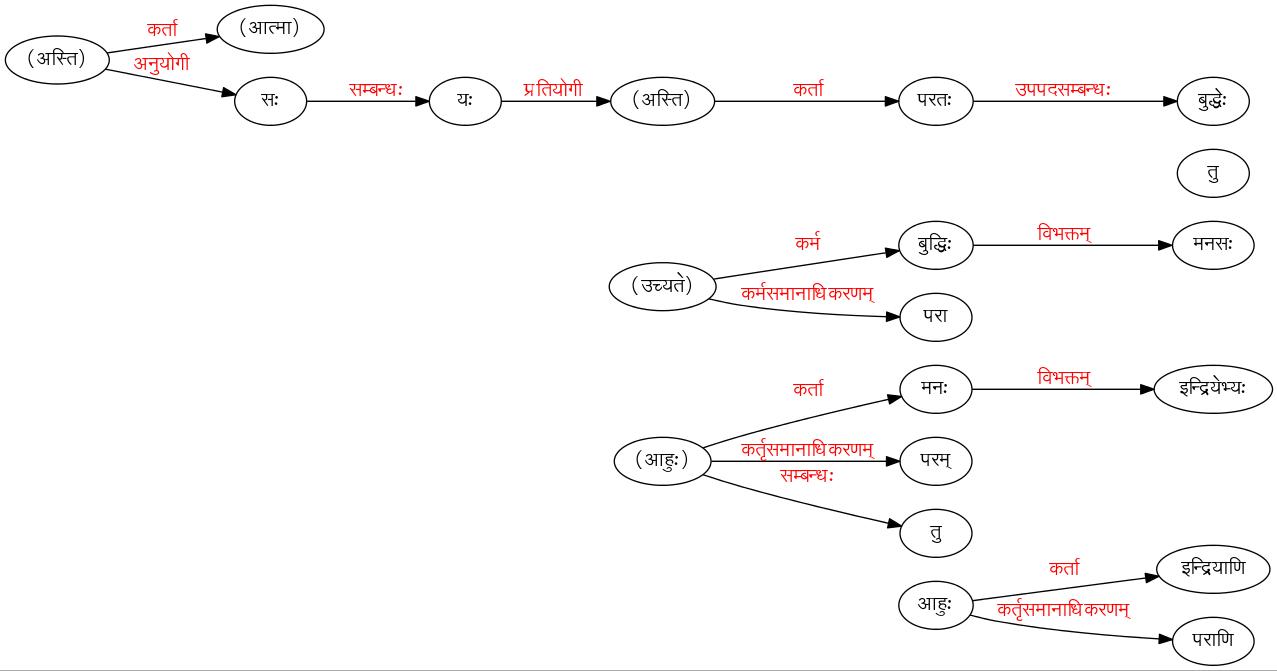 कर्ता (आत्मा)
(अस्ति) अनुयोगी
सः सम्बन्धः यः प्रतियोगी (अस्ति) कर्ता परतः उपपदसम्बन्धः बुद्धेः
तु
कर्म बुद्धिः विभक्तम् मनसः
(उच्यते) कर्मसमानाधिकरणम्
परा
कर्ता मनः विभक्तम् इन्द्रियेभ्यः
(आहुः) कर्तृसमानाधिकरणम् परम्
सम्बन्धः
तु
कर्ता इन्द्रियाणि
आहुः कर्तृसमानाधिकरणम्
पराणि